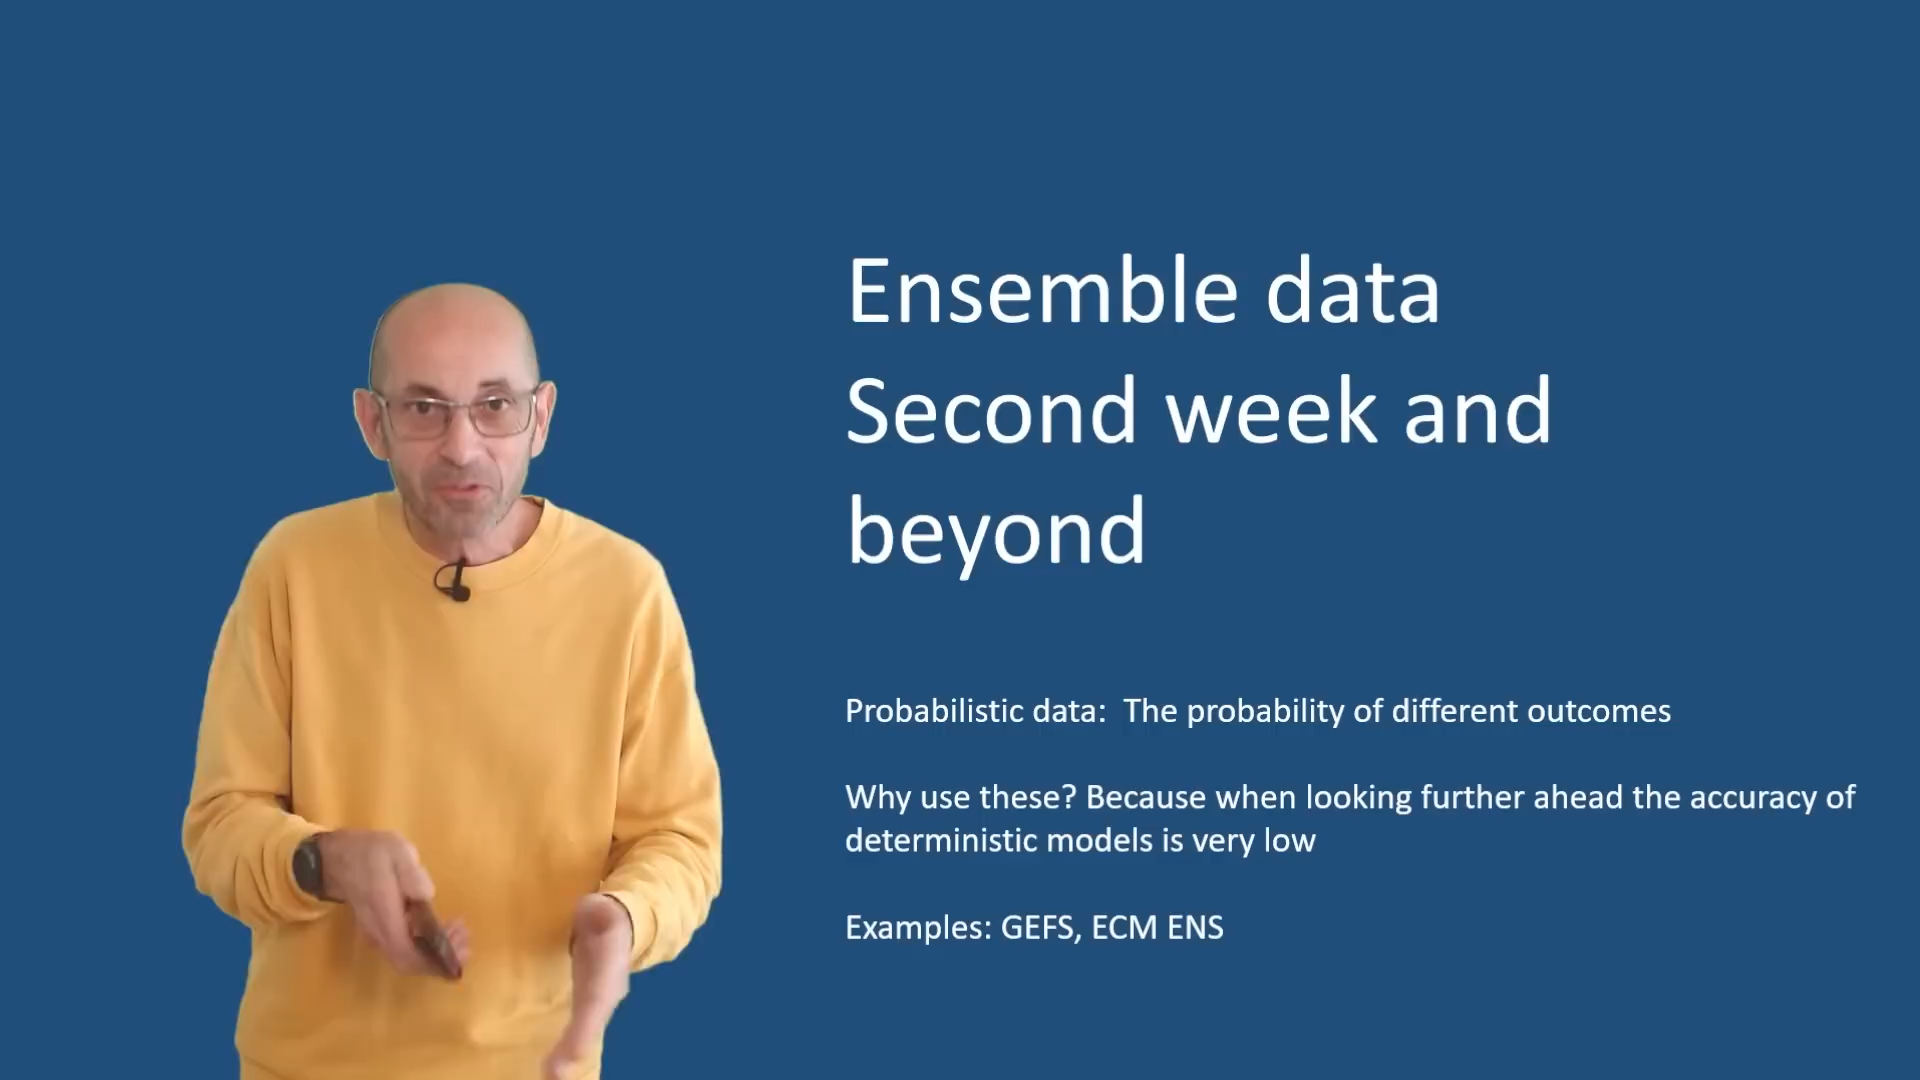 Ensemble data
Second week and
beyond
Probabilistic data:  The probability of different outcomes
Why use these? Because when looking further ahead the accuracy of
deterministic models is very low
Examples: GEFS, ECM ENS